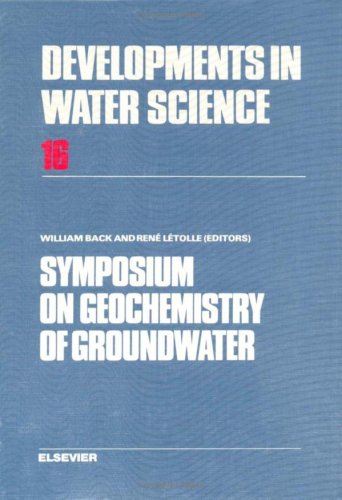 DEVELOPMENTS IN
WATER SCIENCE
16
WILLIAM BACK AND RENÉ LÉTOLLE (EDITORS)
SYMPOSIUM
ON GEOCHEMISTRY
OF GROUNDWATER
ELSEVIER